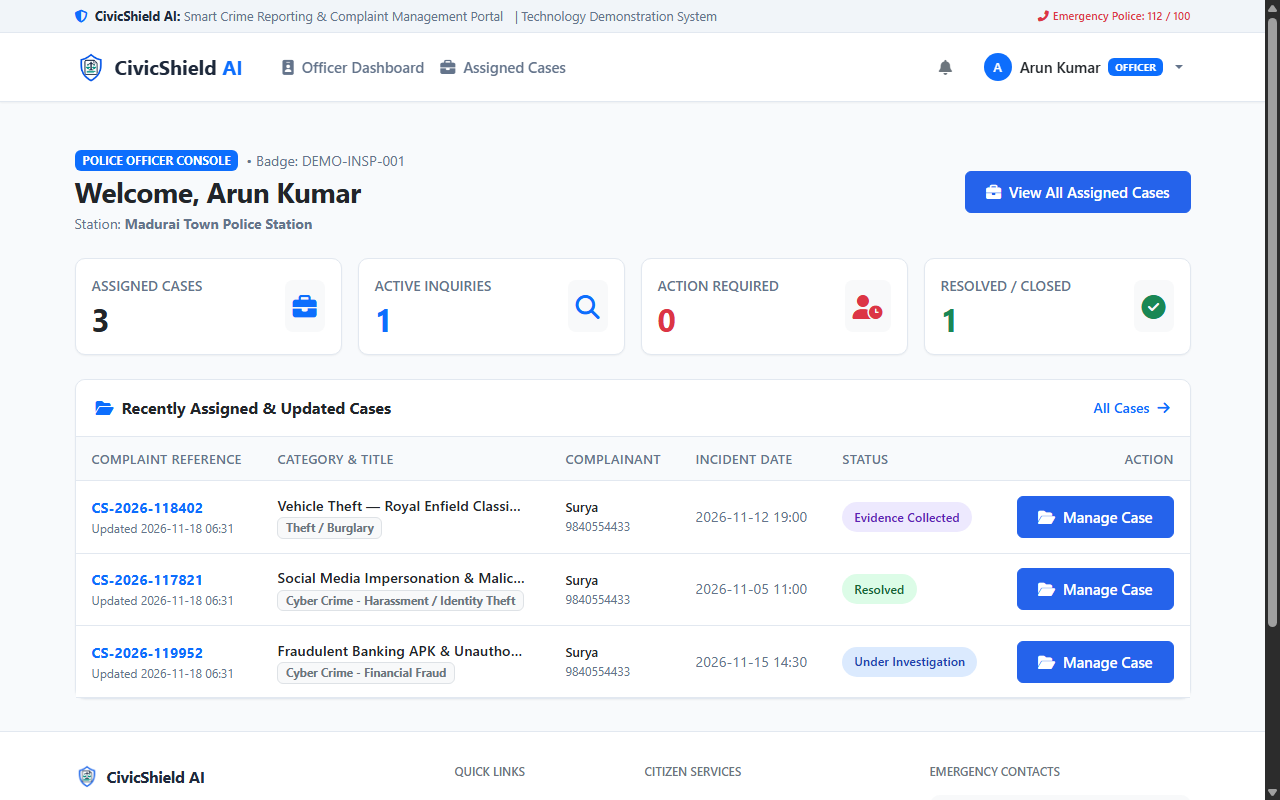 CivicShield AI: Smart Crime Reporting & Complaint Management Portal | Technology Demonstration System
Emergency Police: 112 / 100
CivicShield AI
Officer Dashboard
Assigned Cases
A
Arun Kumar
OFFICER
POLICE OFFICER CONSOLE • Badge: DEMO-INSP-001
Welcome, Arun Kumar
Station: Madurai Town Police Station
View All Assigned Cases
ASSIGNED CASES
3
ACTIVE INQUIRIES
1
ACTION REQUIRED
0
RESOLVED / CLOSED
1
Recently Assigned & Updated Cases
All Cases →
COMPLAINT REFERENCE CATEGORY & TITLE COMPLAINANT INCIDENT DATE STATUS ACTION
CS-2026-118402
Updated 2026-11-18 06:31
Vehicle Theft — Royal Enfield Classi...
Theft / Burglary
Surya
9840554433
2026-11-12 19:00
Evidence Collected
Manage Case
CS-2026-117821
Updated 2026-11-18 06:31
Social Media Impersonation & Malic...
Cyber Crime - Harassment / Identity Theft
Surya
9840554433
2026-11-05 11:00
Resolved
Manage Case
CS-2026-119952
Updated 2026-11-18 06:31
Fraudulent Banking APK & Unautho...
Cyber Crime - Financial Fraud
Surya
9840554433
2026-11-15 14:30
Under Investigation
Manage Case
CivicShield AI
QUICK LINKS
CITIZEN SERVICES
EMERGENCY CONTACTS